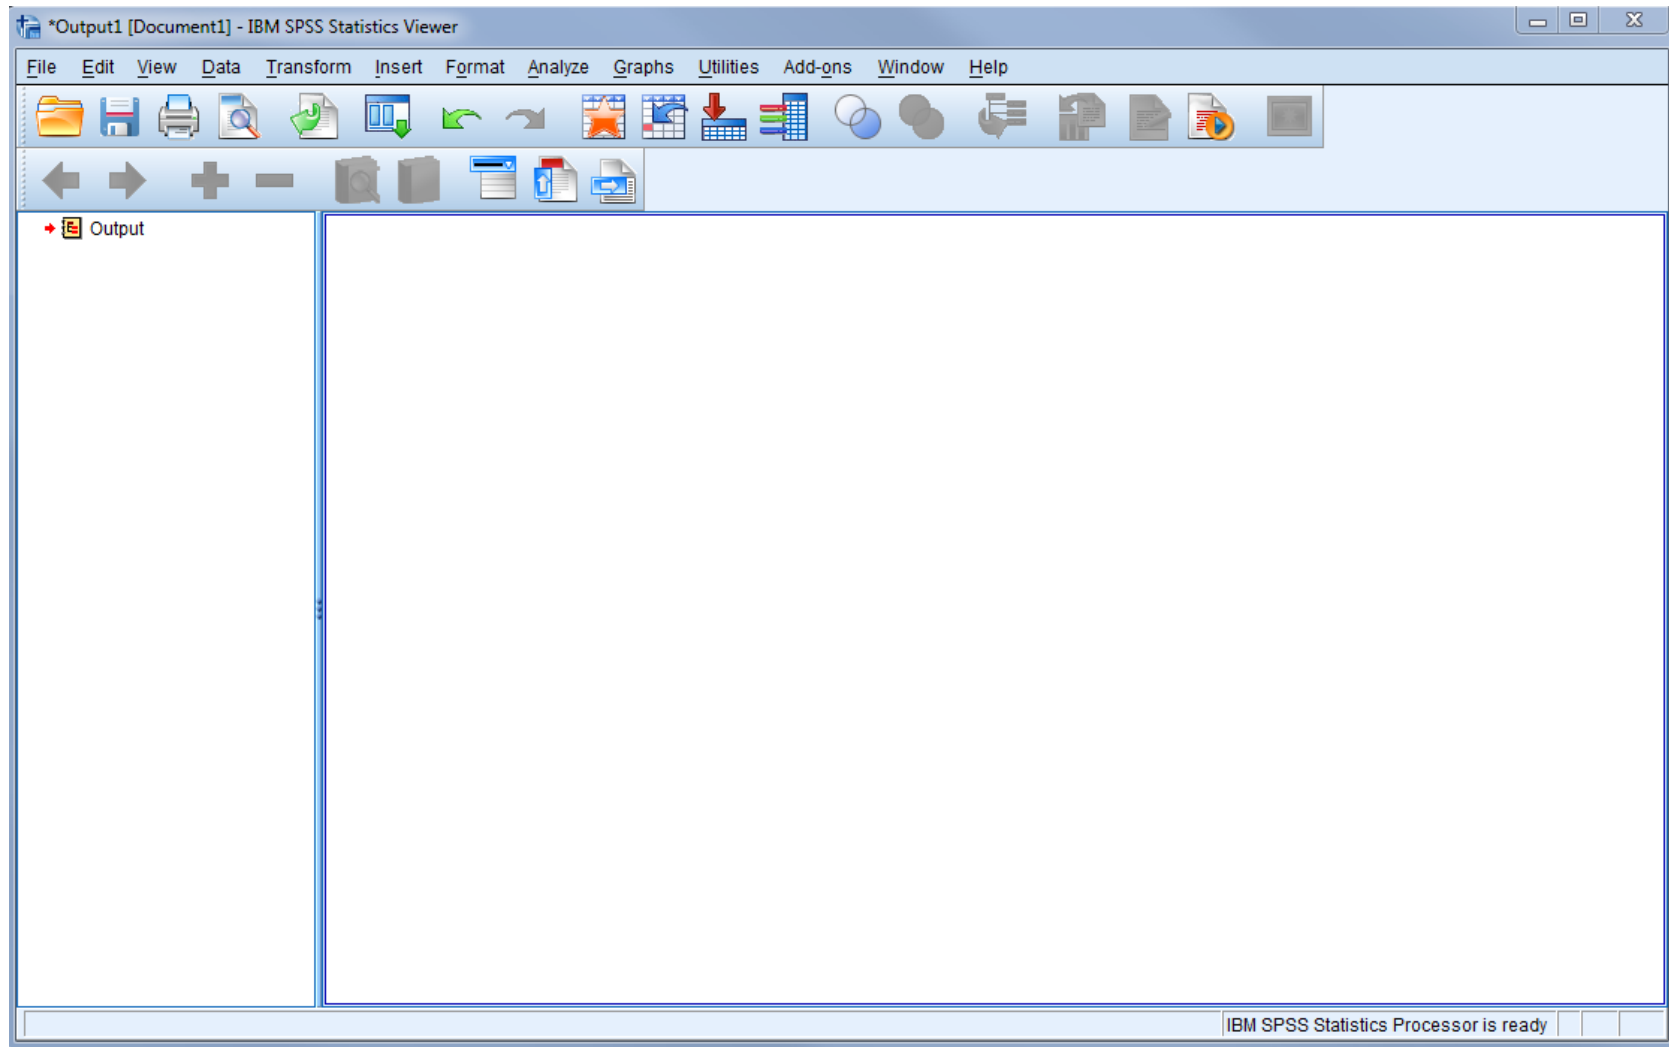 *Output1 [Document1] - IBM SPSS Statistics Viewer
File Edit View Data Transform Insert Format Analyze Graphs Utilities Add-ons Window Help
Output
IBM SPSS Statistics Processor is ready